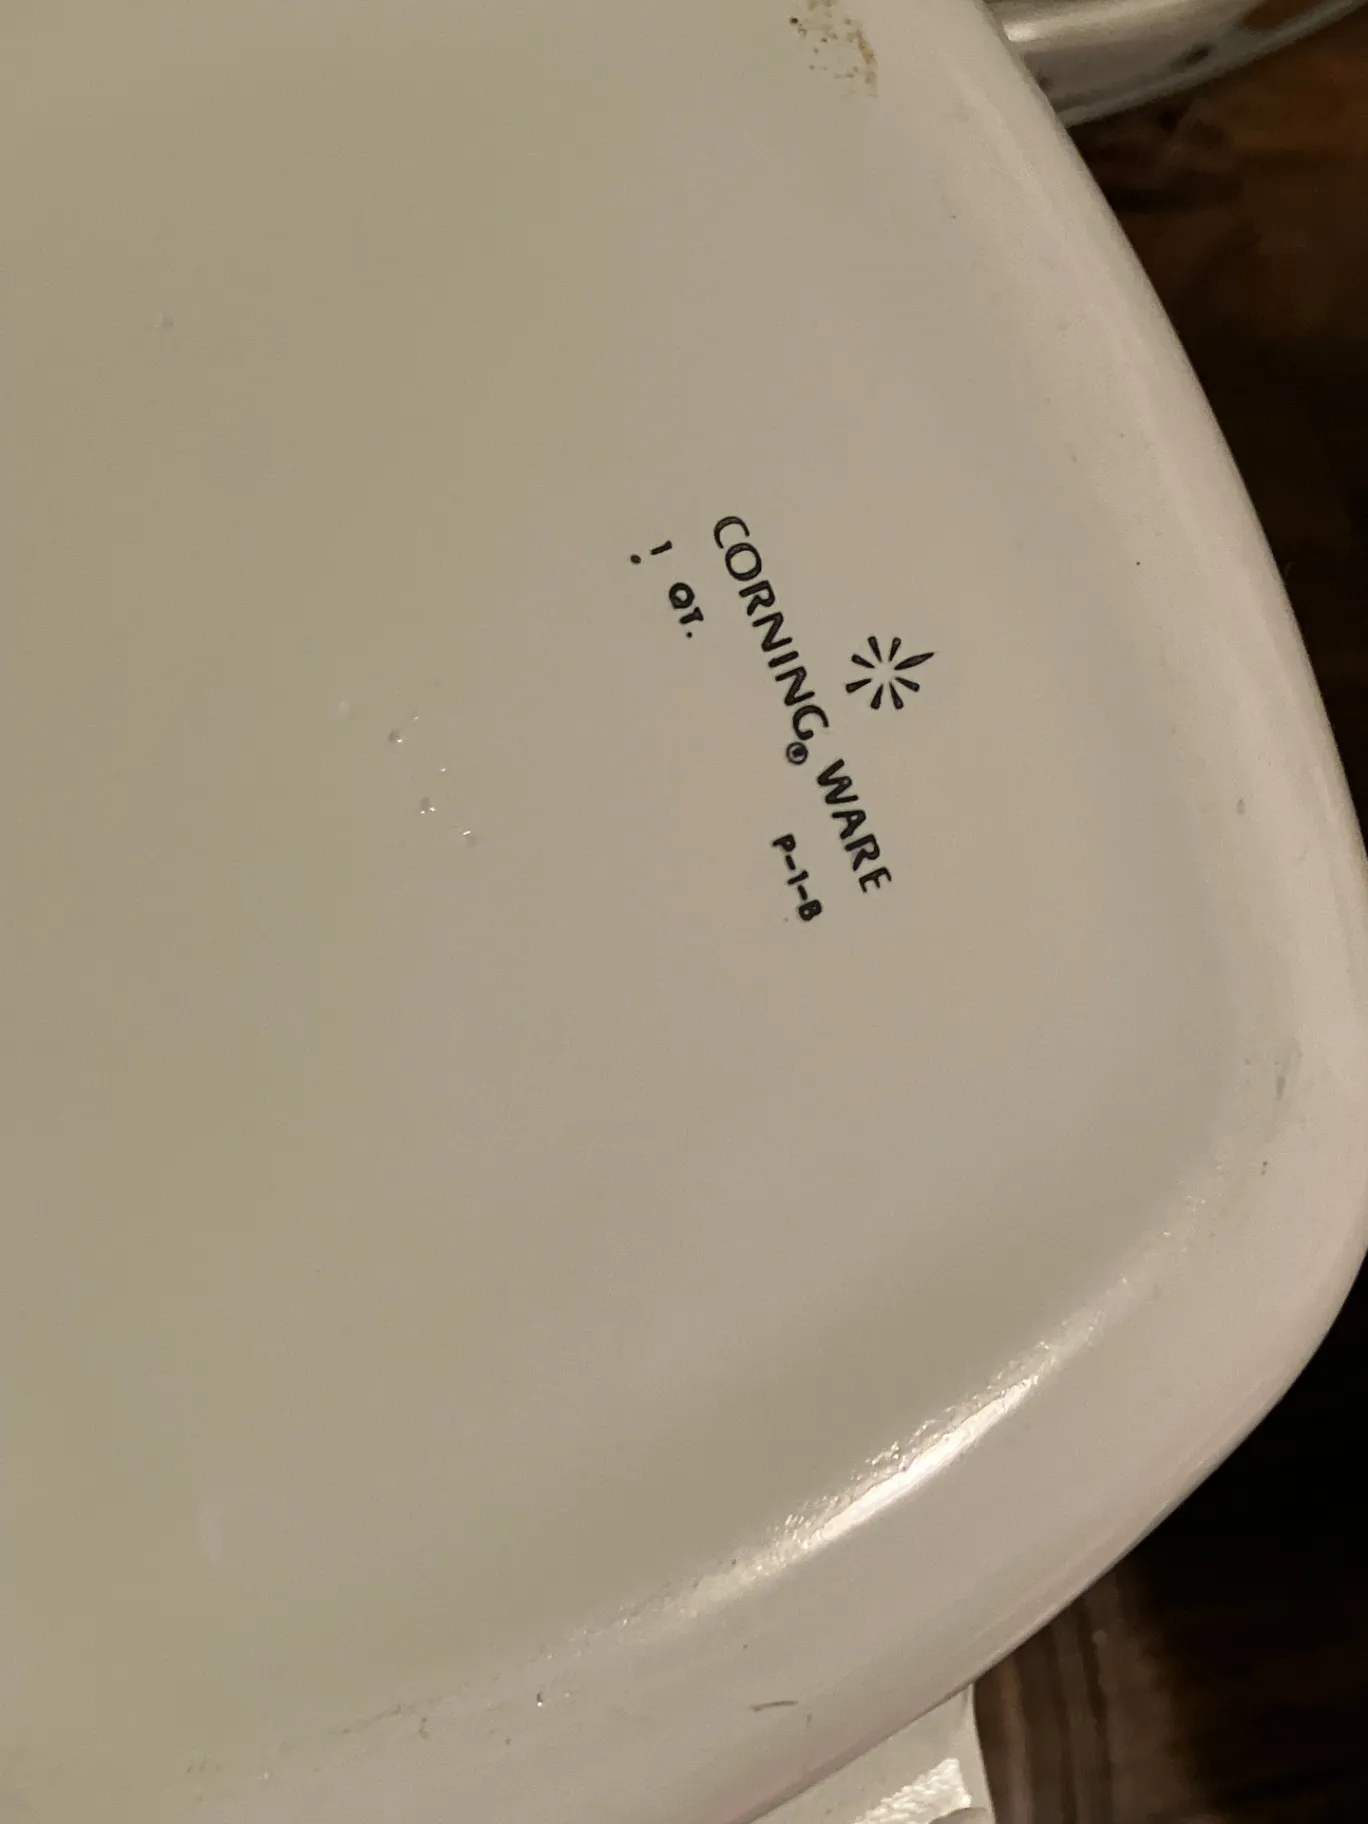 CORNING® WARE
1 QT. P-1-B